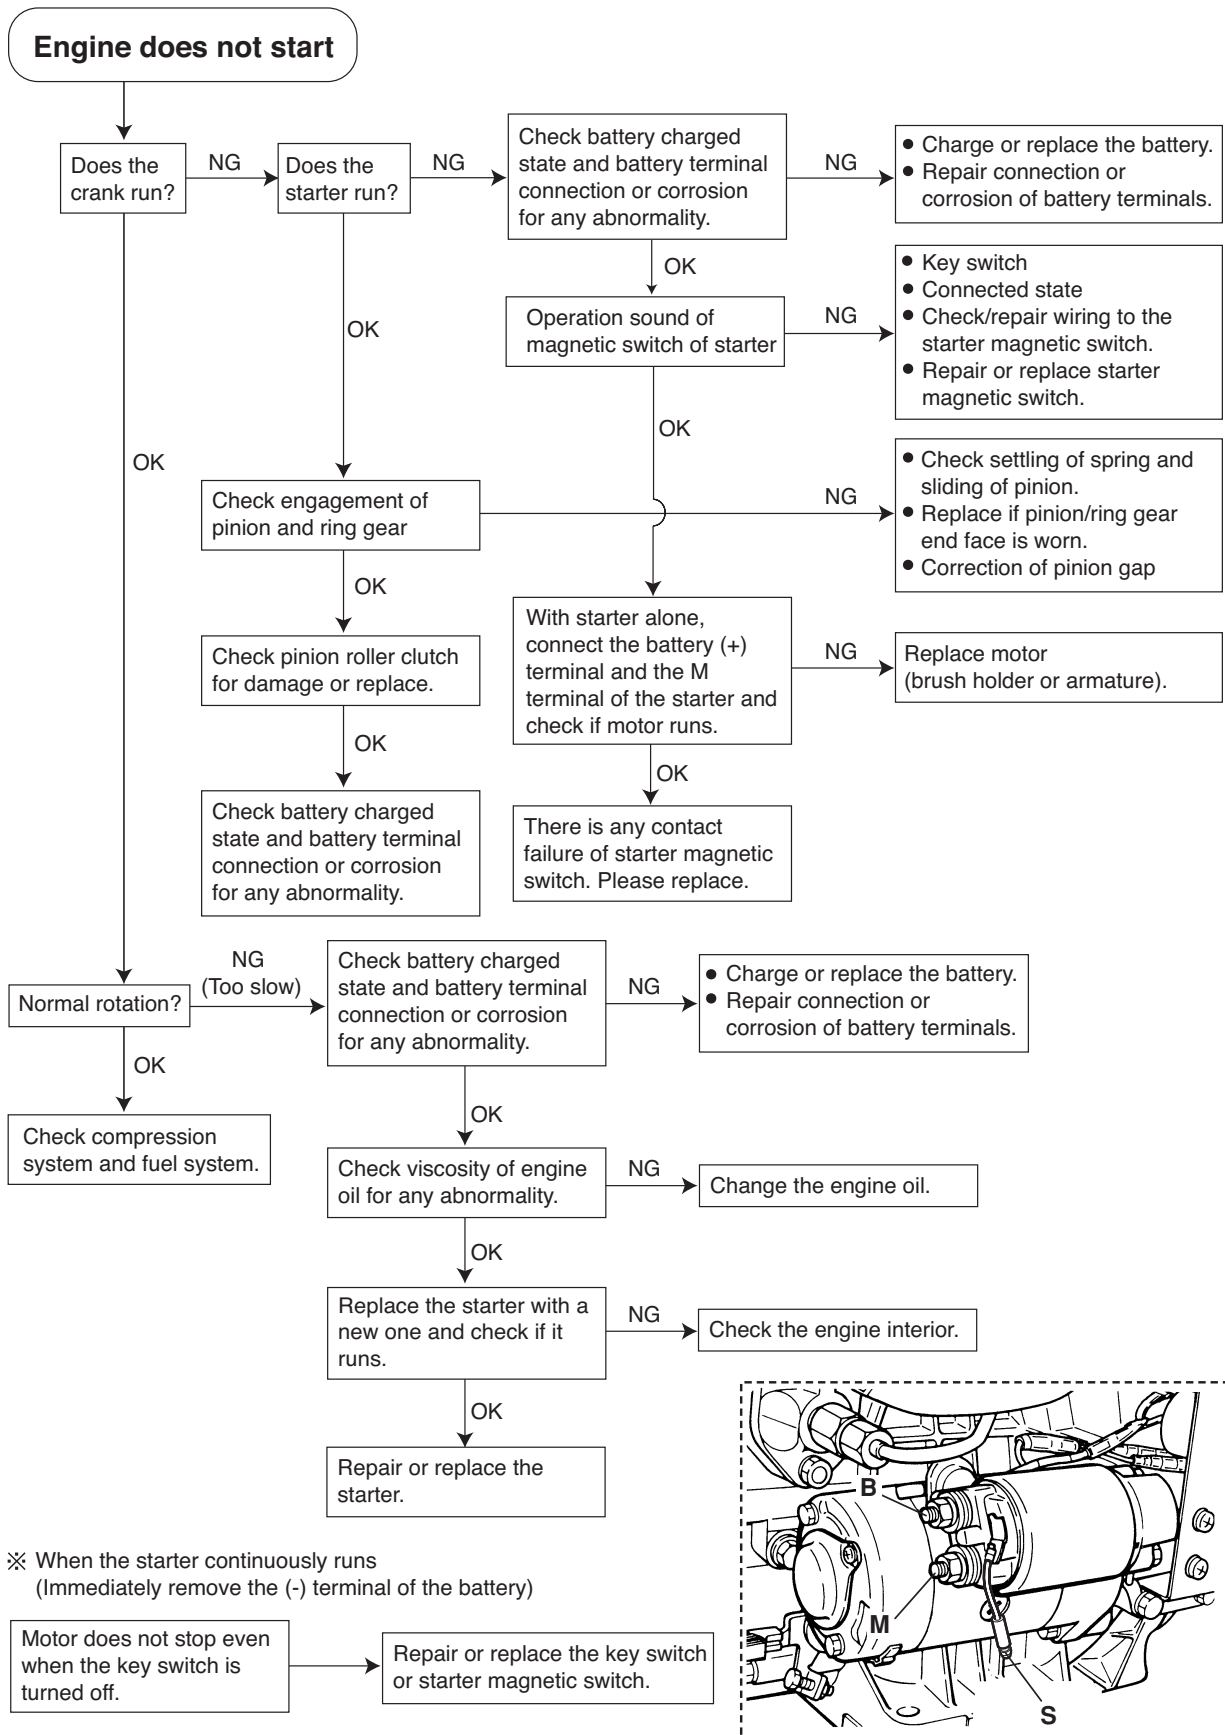 Engine does not start
Does the
crank run?
NG
Does the
starter run?
NG
Check battery charged
state and battery terminal
connection or corrosion
for any abnormality.
NG
● Charge or replace the battery.
● Repair connection or
corrosion of battery terminals.
OK
Operation sound of
magnetic switch of starter
NG
● Key switch
● Connected state
● Check/repair wiring to the
starter magnetic switch.
● Repair or replace starter
magnetic switch.
OK
OK
OK
Check engagement of
pinion and ring gear
NG
● Check settling of spring and
sliding of pinion.
● Replace if pinion/ring gear
end face is worn.
● Correction of pinion gap
OK
Check pinion roller clutch
for damage or replace.
With starter alone,
connect the battery (+)
terminal and the M
terminal of the starter and
check if motor runs.
NG
Replace motor
(brush holder or armature).
OK
OK
Check battery charged
state and battery terminal
connection or corrosion
for any abnormality.
There is any contact
failure of starter magnetic
switch. Please replace.
Normal rotation?
NG
(Too slow)
Check battery charged
state and battery terminal
connection or corrosion
for any abnormality.
NG
● Charge or replace the battery.
● Repair connection or
corrosion of battery terminals.
OK
Check compression
system and fuel system.
OK
Check viscosity of engine
oil for any abnormality.
NG
Change the engine oil.
OK
Replace the starter with a
new one and check if it
runs.
NG
Check the engine interior.
OK
Repair or replace the
starter.
B
M
S
※ When the starter continuously runs
(Immediately remove the (-) terminal of the battery)
Motor does not stop even
when the key switch is
turned off.
Repair or replace the key switch
or starter magnetic switch.